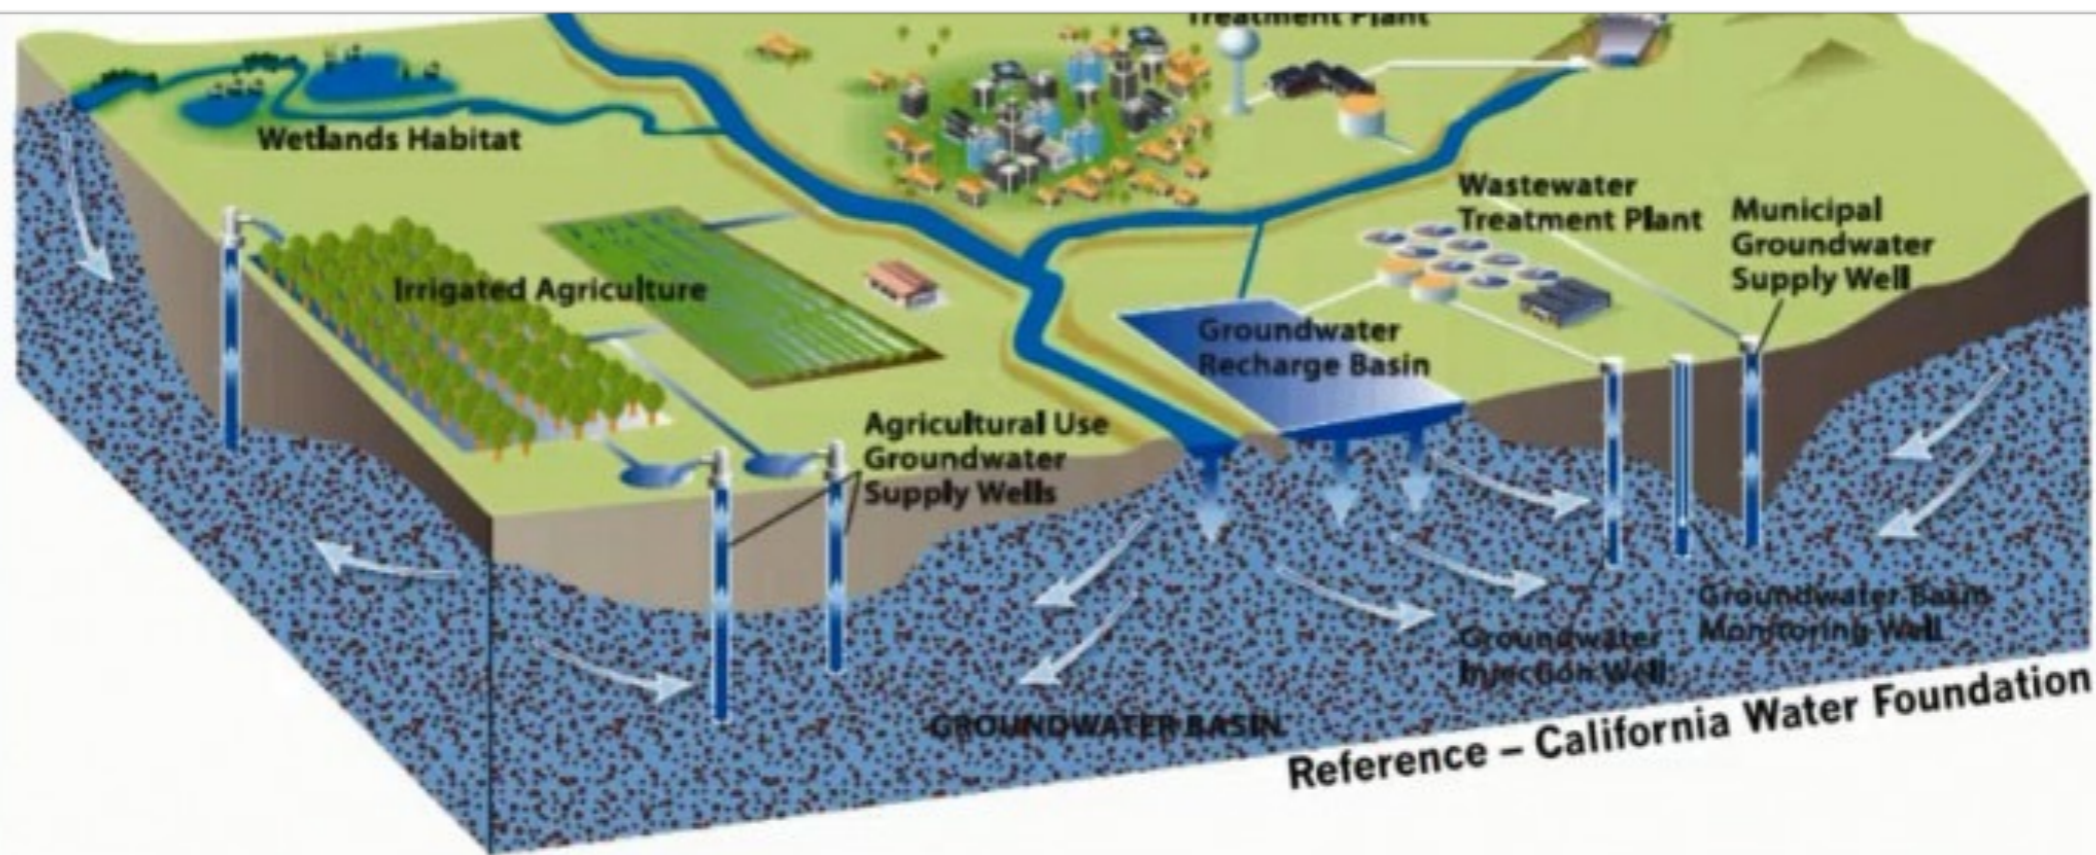 Treatment Plant
Wetlands Habitat
Wastewater
Treatment Plant
Municipal
Groundwater
Supply Well
Irrigated Agriculture
Groundwater
Recharge Basin
Agricultural Use
Groundwater
Supply Wells
Groundwater Basin
Monitoring Well
Groundwater
Injection Well
GROUNDWATER BASIN
Reference – California Water Foundation